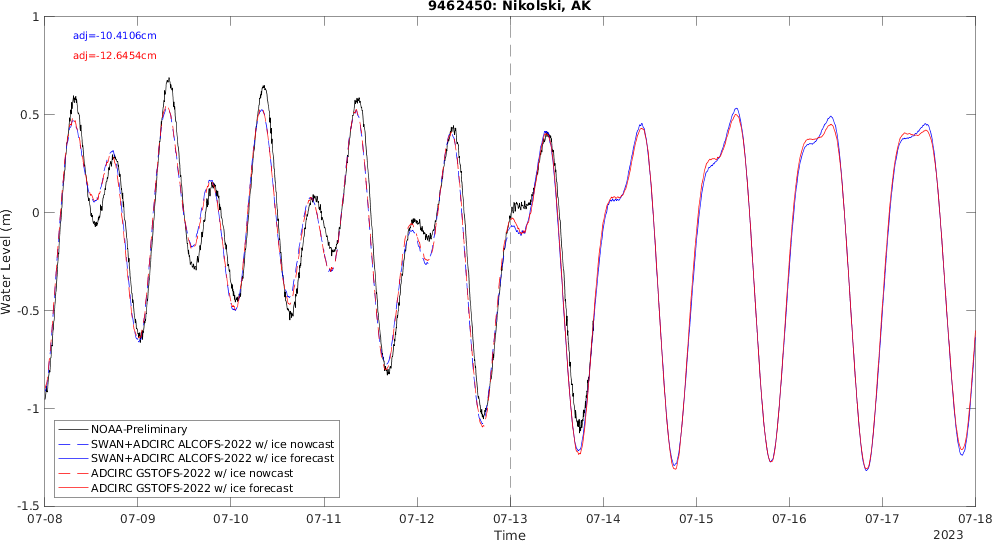 9462450: Nikolski, AK
adj=-10.4106cm
adj=-12.6454cm
Water Level (m)
1
0.5
0
-0.5
-1
-1.5
NOAA-Preliminary
SWAN+ADCIRC ALCOFS-2022 w/ ice nowcast
SWAN+ADCIRC ALCOFS-2022 w/ ice forecast
ADCIRC GSTOFS-2022 w/ ice nowcast
ADCIRC GSTOFS-2022 w/ ice forecast
07-08 07-09 07-10 07-11 07-12 07-13 07-14 07-15 07-16 07-17 07-18
Time
2023